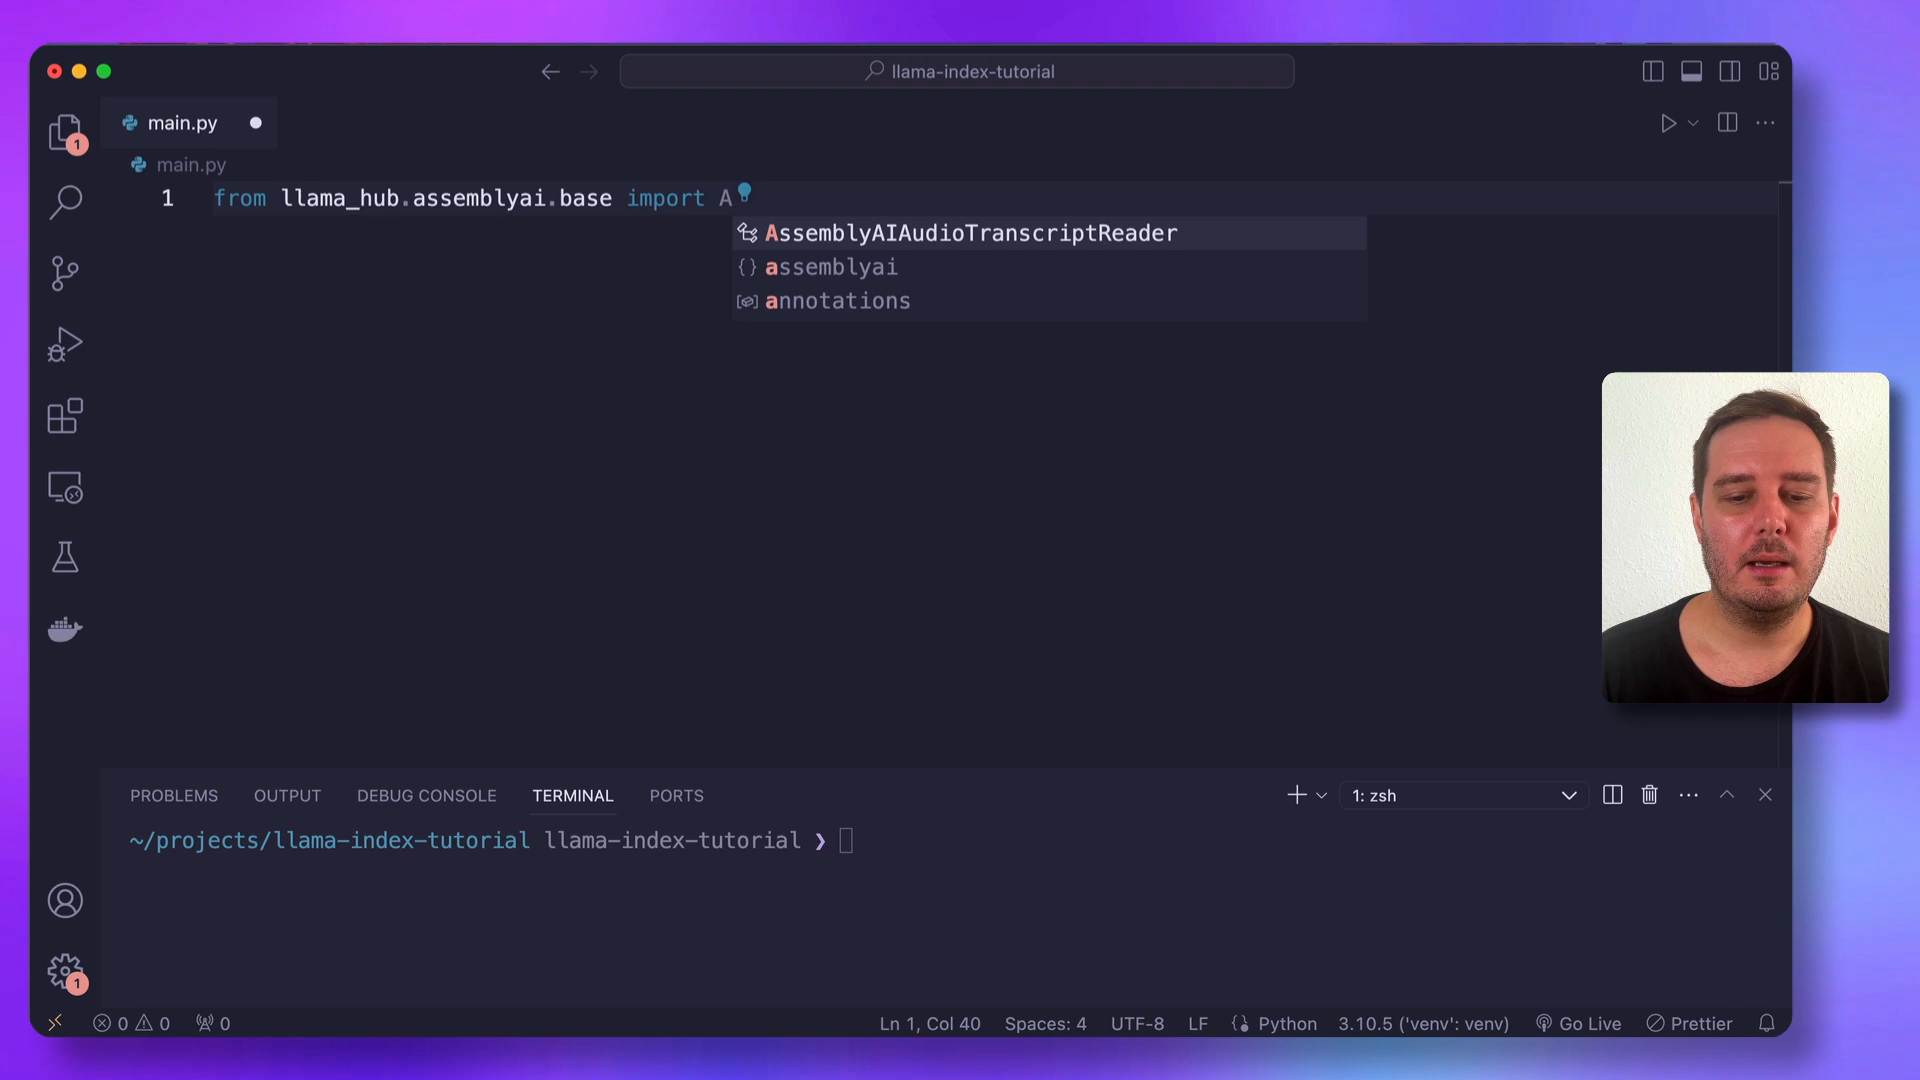 llama-index-tutorial
main.py
1
main.py
1 from llama_hub.assemblyai.base import A
AssemblyAIAudioTranscriptReader
{} assemblyai
annotations
PROBLEMS OUTPUT DEBUG CONSOLE TERMINAL PORTS 1: zsh
~/projects/llama-index-tutorial llama-index-tutorial ❯
1
0 0 0 Ln 1, Col 40 Spaces: 4 UTF-8 LF Python 3.10.5 ('venv': venv) Go Live Prettier